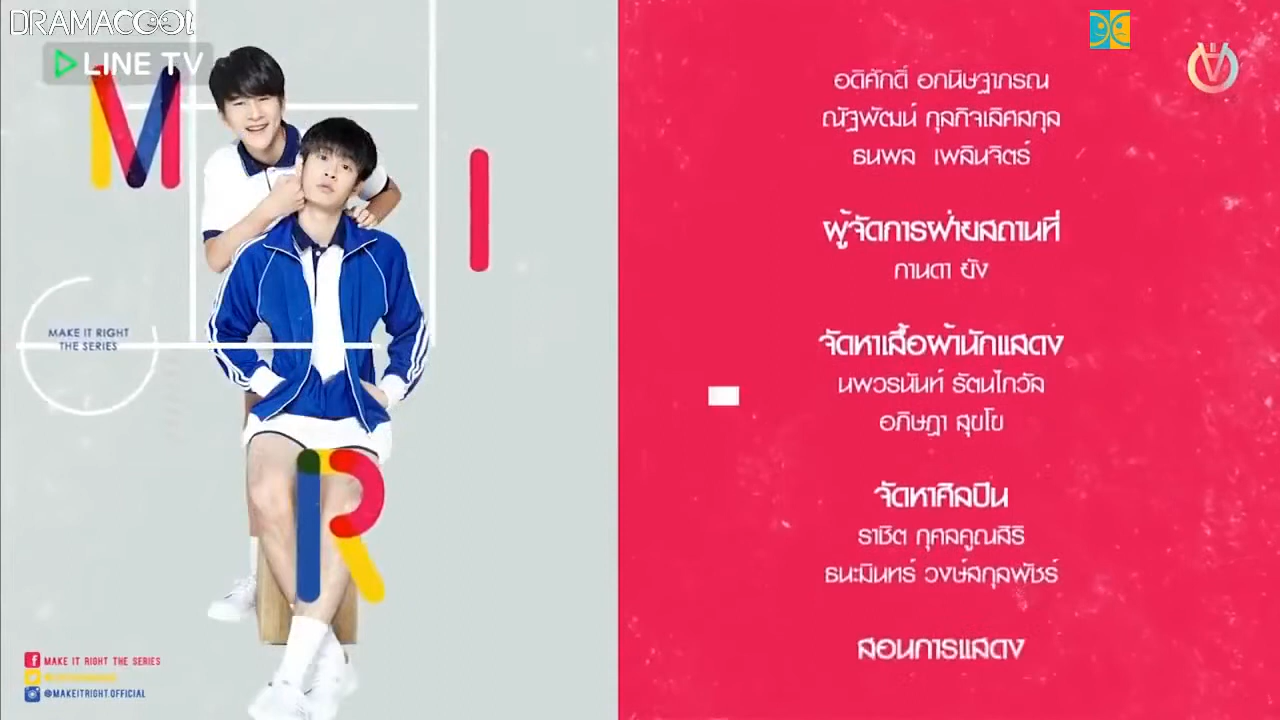 DRAMACOOL
LINE TV
M
I
MAKE IT RIGHT
THE SERIES
R
MAKE IT RIGHT THE SERIES
@MAKEITRIGHT.OFFICIAL
อดิศักดิ์ อกนิษฐาภรณ
ณัฐพัฒน์ กุลกิจเลิศสกุล
ธนพล เพลินจิตร์
ผู้จัดการฝ่ายสถานที่
กานดา ยัง
จัดหาเสื้อผ้านักแสดง
นพวรนันท์ รัตนไกวัล
อภิษฎา สุขโย
จัดหาศิลปิน
ราชิต กุศลคูณสิริ
ธนะมินทร์ วงษ์สกุลพัชร์
สอนการแสดง